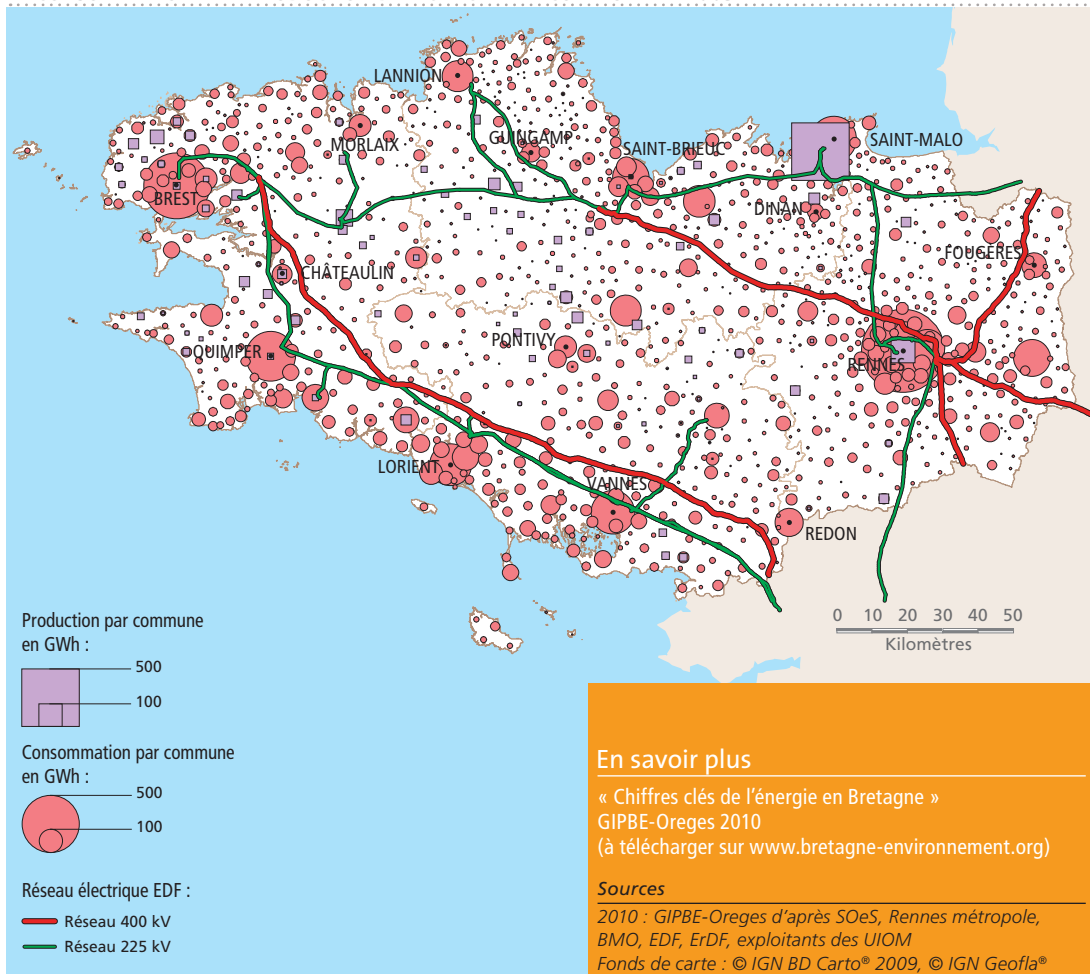 LANNION
MORLAIX
GUINGAMP
SAINT-BRIEUC
SAINT-MALO
BREST
DINAN
FOUGÈRES
CHÂTEAULIN
QUIMPER
PONTIVY
RENNES
LORIENT
VANNES
REDON
0 10 20 30 40 50
Kilomètres
Production par commune
en GWh :
500
100
Consommation par commune
en GWh :
500
100
Réseau électrique EDF :
Réseau 400 kV
Réseau 225 kV
En savoir plus
« Chiffres clés de l’énergie en Bretagne »
GIPBE-Oreges 2010
(à télécharger sur www.bretagne-environnement.org)
Sources
2010 : GIPBE-Oreges d’après SOeS, Rennes métropole,
BMO, EDF, ErDF, exploitants des UIOM
Fonds de carte : © IGN BD Carto® 2009, © IGN Geofla®